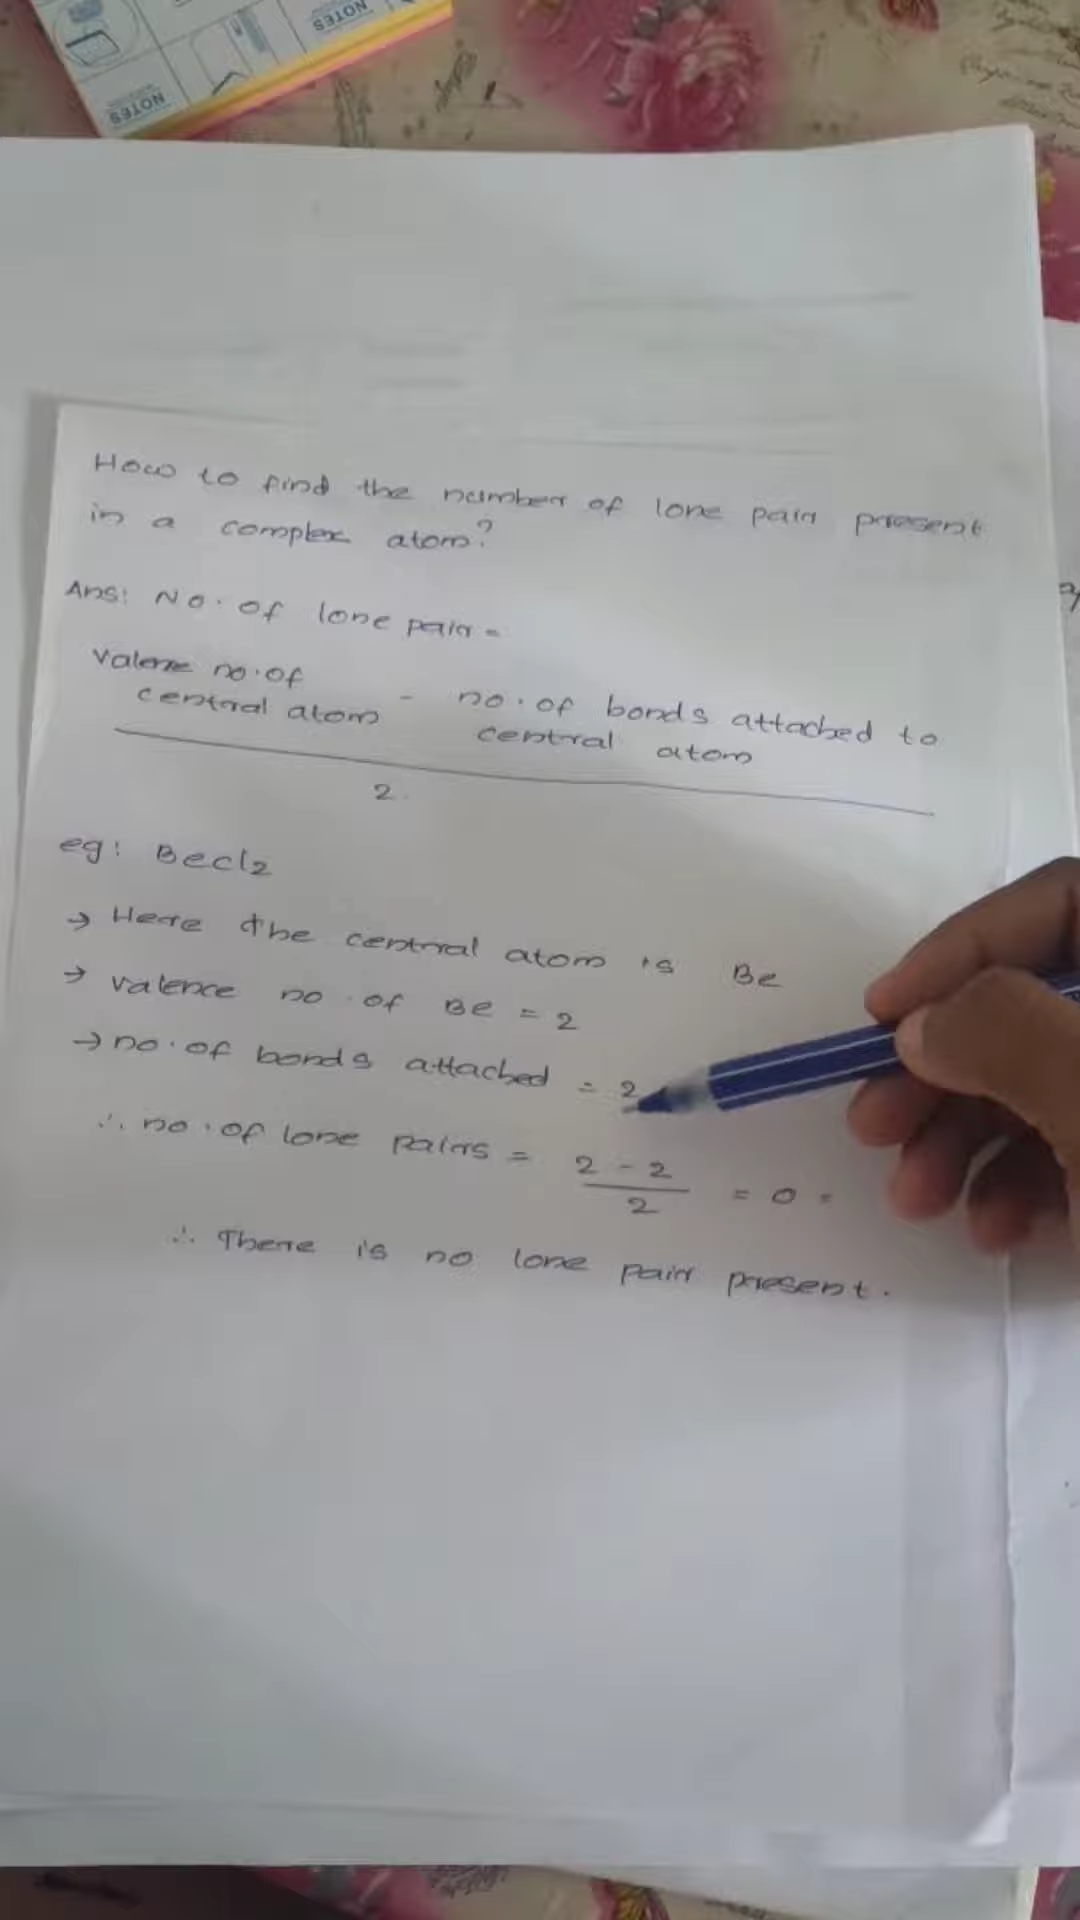 NOTES
NOTES
How to find the number of lone pair present
in a complex atom?
Ans: No. of lone pair =
Valence no. of
central atom - no. of bonds attached to
central atom
2.
eg: Becl2
→ Here the central atom is Be
→ valence no. of Be = 2
→ no. of bonds attached = 2
∴ no. of lone pairs = 2 - 2
2 = 0 =
∴ There is no lone pair present.